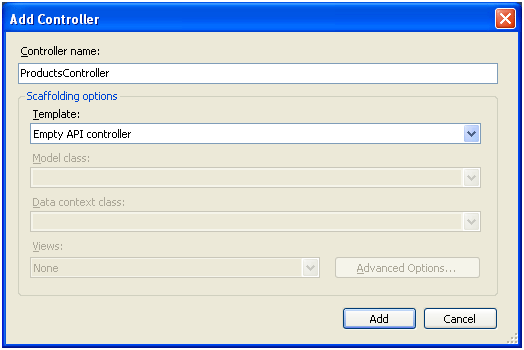 Add Controller
Controller name:
ProductsController
Scaffolding options
Template:
Empty API controller
Model class:
Data context class:
Views:
None
Advanced Options...
Add
Cancel